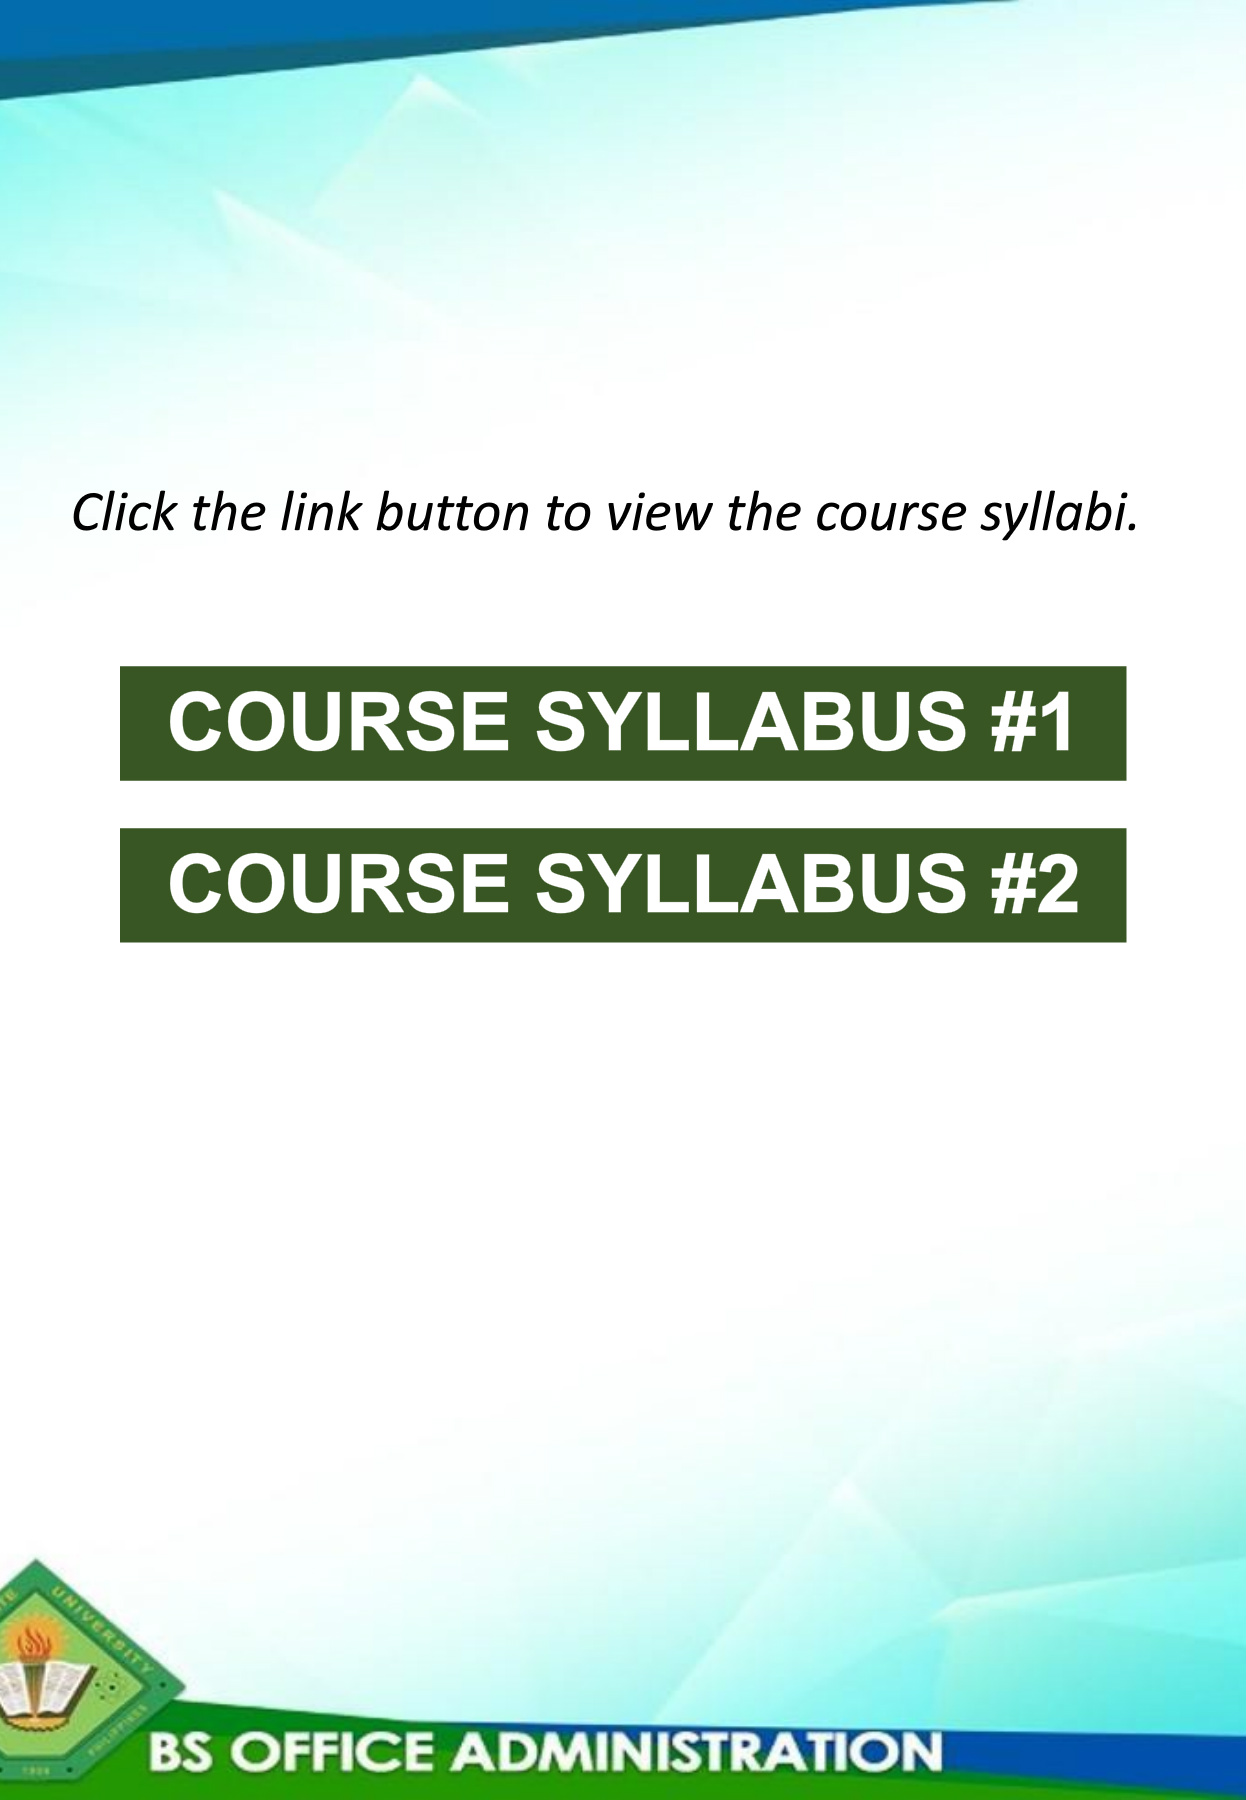 Click the link button to view the course syllabi.
COURSE SYLLABUS #1
COURSE SYLLABUS #2
UNIVERSITY
PHILIPPINES
BS OFFICE ADMINISTRATION